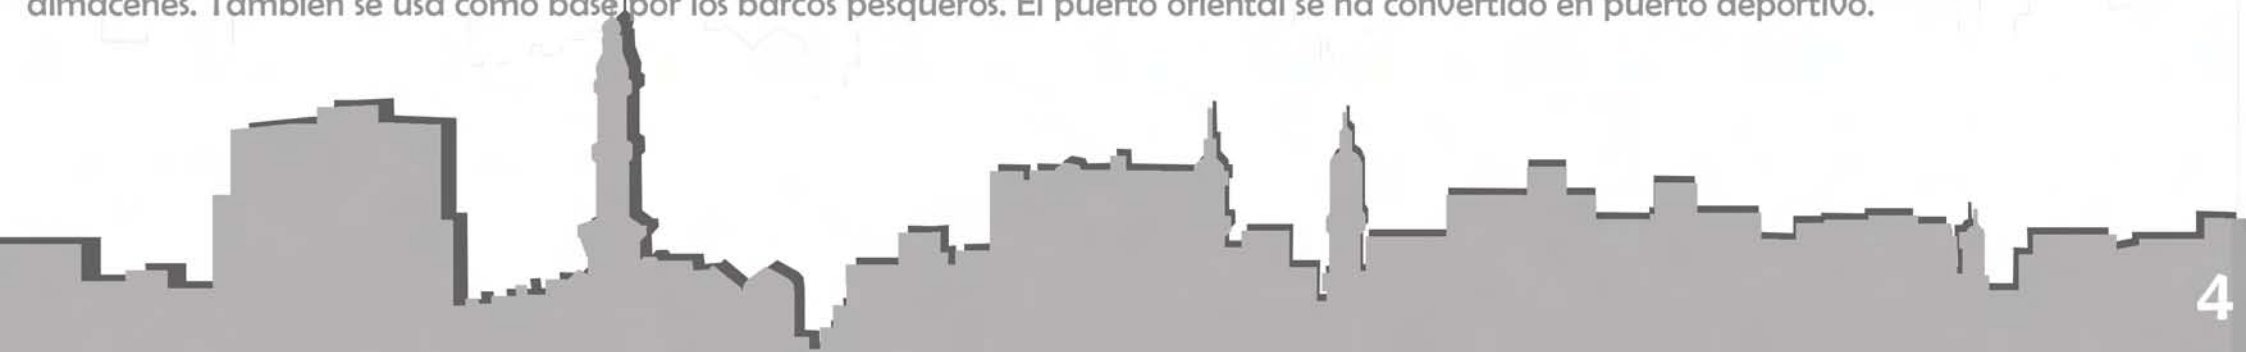 almacenes. También se usa como base por los barcos pesqueros. El puerto oriental se ha convertido en puerto deportivo.
4